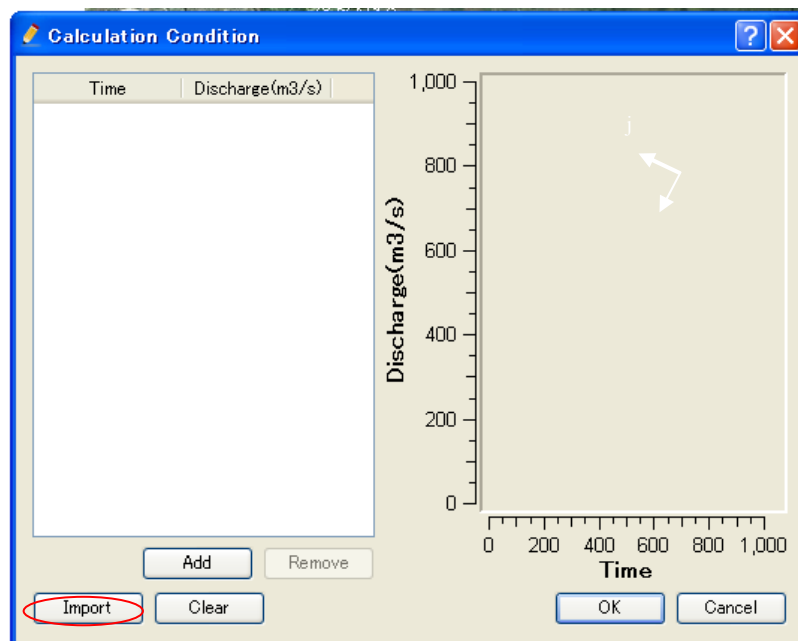 Calculation Condition
Time Discharge(m3/s)
1,000
800
600
400
200
0
Discharge(m3/s)
j
0 200 400 600 800 1,000
Time
Add Remove
Import Clear OK Cancel